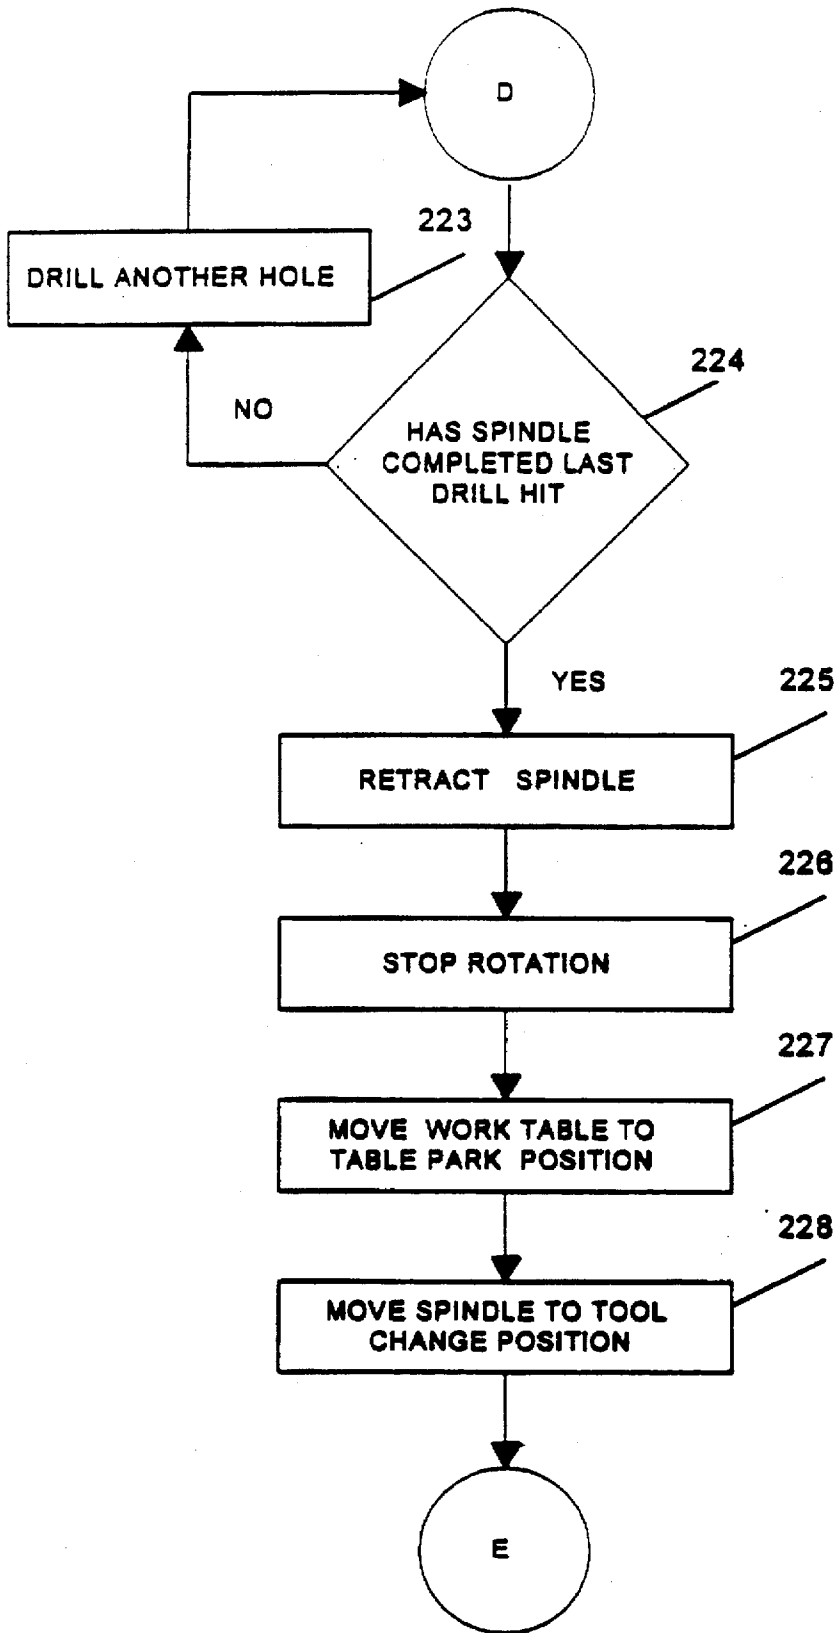 D
223
DRILL ANOTHER HOLE
224
NO
HAS SPINDLE
COMPLETED LAST
DRILL HIT
YES
225
RETRACT SPINDLE
226
STOP ROTATION
227
MOVE WORK TABLE TO
TABLE PARK POSITION
228
MOVE SPINDLE TO TOOL
CHANGE POSITION
E